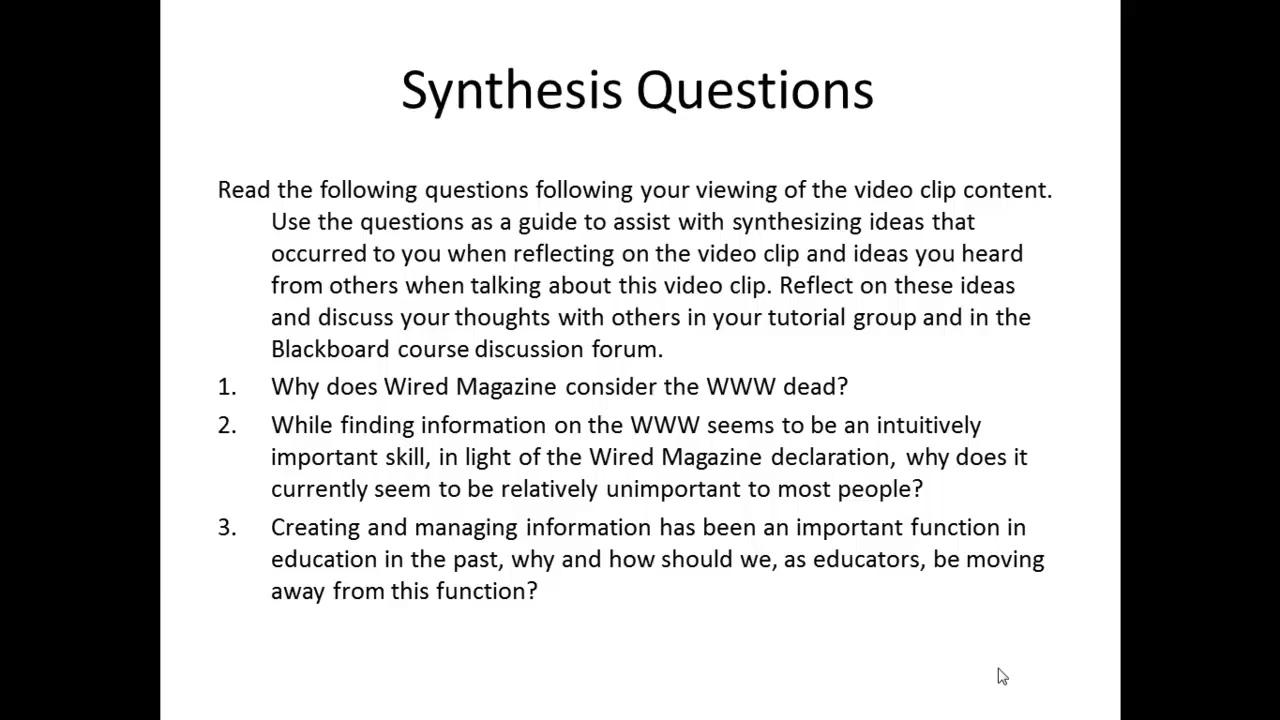 Synthesis Questions
Read the following questions following your viewing of the video clip content.
Use the questions as a guide to assist with synthesizing ideas that
occurred to you when reflecting on the video clip and ideas you heard
from others when talking about this video clip. Reflect on these ideas
and discuss your thoughts with others in your tutorial group and in the
Blackboard course discussion forum.
1. Why does Wired Magazine consider the WWW dead?
2. While finding information on the WWW seems to be an intuitively
important skill, in light of the Wired Magazine declaration, why does it
currently seem to be relatively unimportant to most people?
3. Creating and managing information has been an important function in
education in the past, why and how should we, as educators, be moving
away from this function?